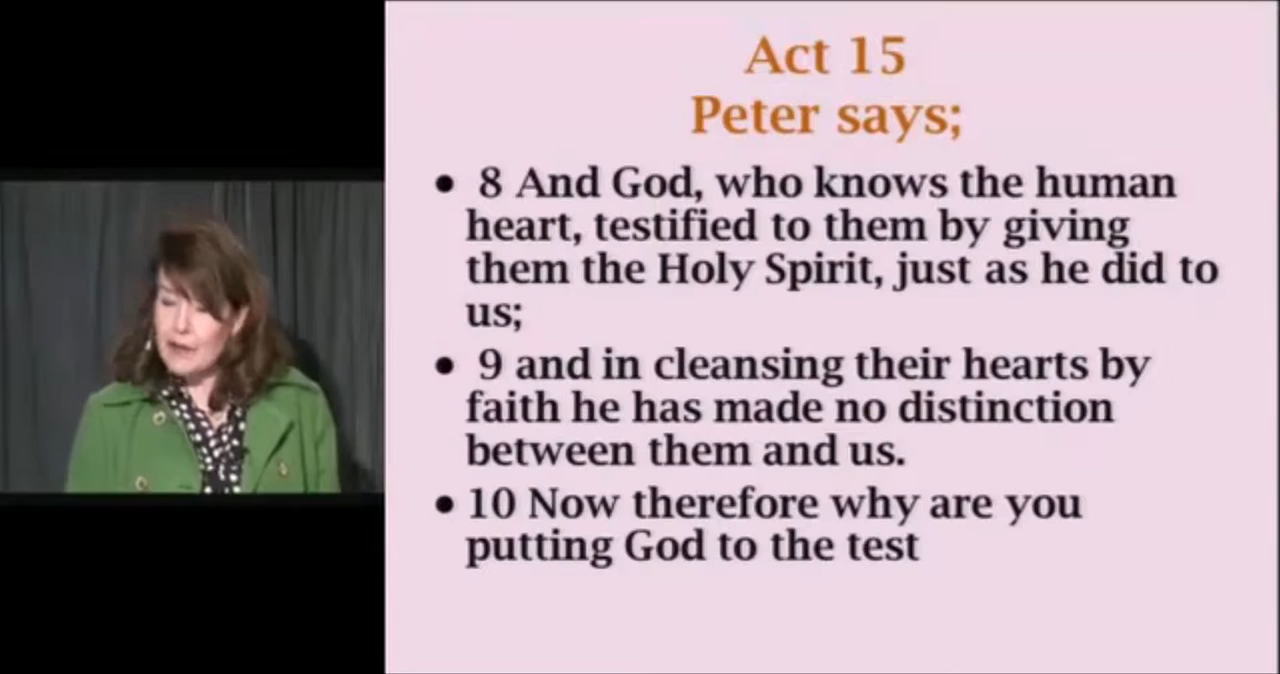 Act 15
Peter says;
• 8 And God, who knows the human
heart, testified to them by giving
them the Holy Spirit, just as he did to
us;
• 9 and in cleansing their hearts by
faith he has made no distinction
between them and us.
• 10 Now therefore why are you
putting God to the test